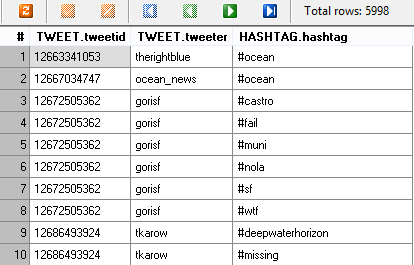 Total rows: 5998
# TWEET.tweetid TWEET.tweeter HASHTAG.hashtag
1 12663341053 therightblue #ocean
2 12667034747 ocean_news #ocean
3 12672505362 gorisf #castro
4 12672505362 gorisf #fail
5 12672505362 gorisf #muni
6 12672505362 gorisf #nola
7 12672505362 gorisf #sf
8 12672505362 gorisf #wtf
9 12686493924 tkarow #deepwaterhorizon
10 12686493924 tkarow #missing